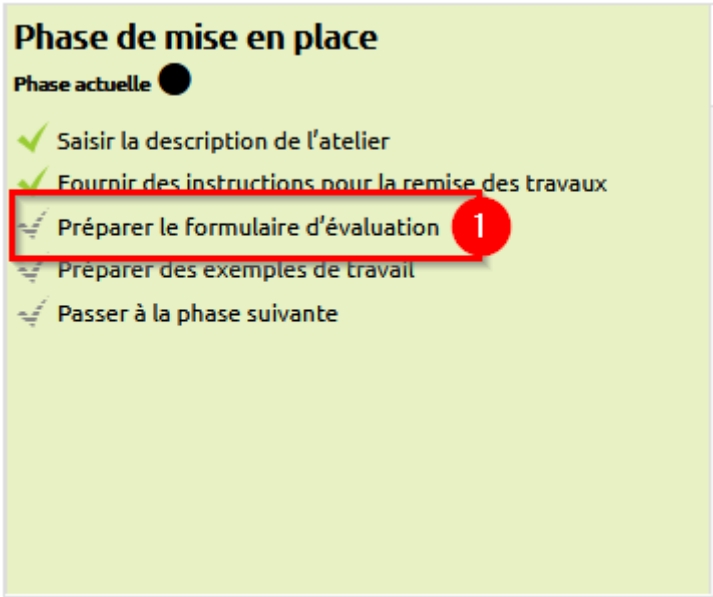 Phase de mise en place
Phase actuelle
Saisir la description de l'atelier
Fournir des instructions pour la remise des travaux
Préparer le formulaire d'évaluation 1
Préparer des exemples de travail
Passer à la phase suivante